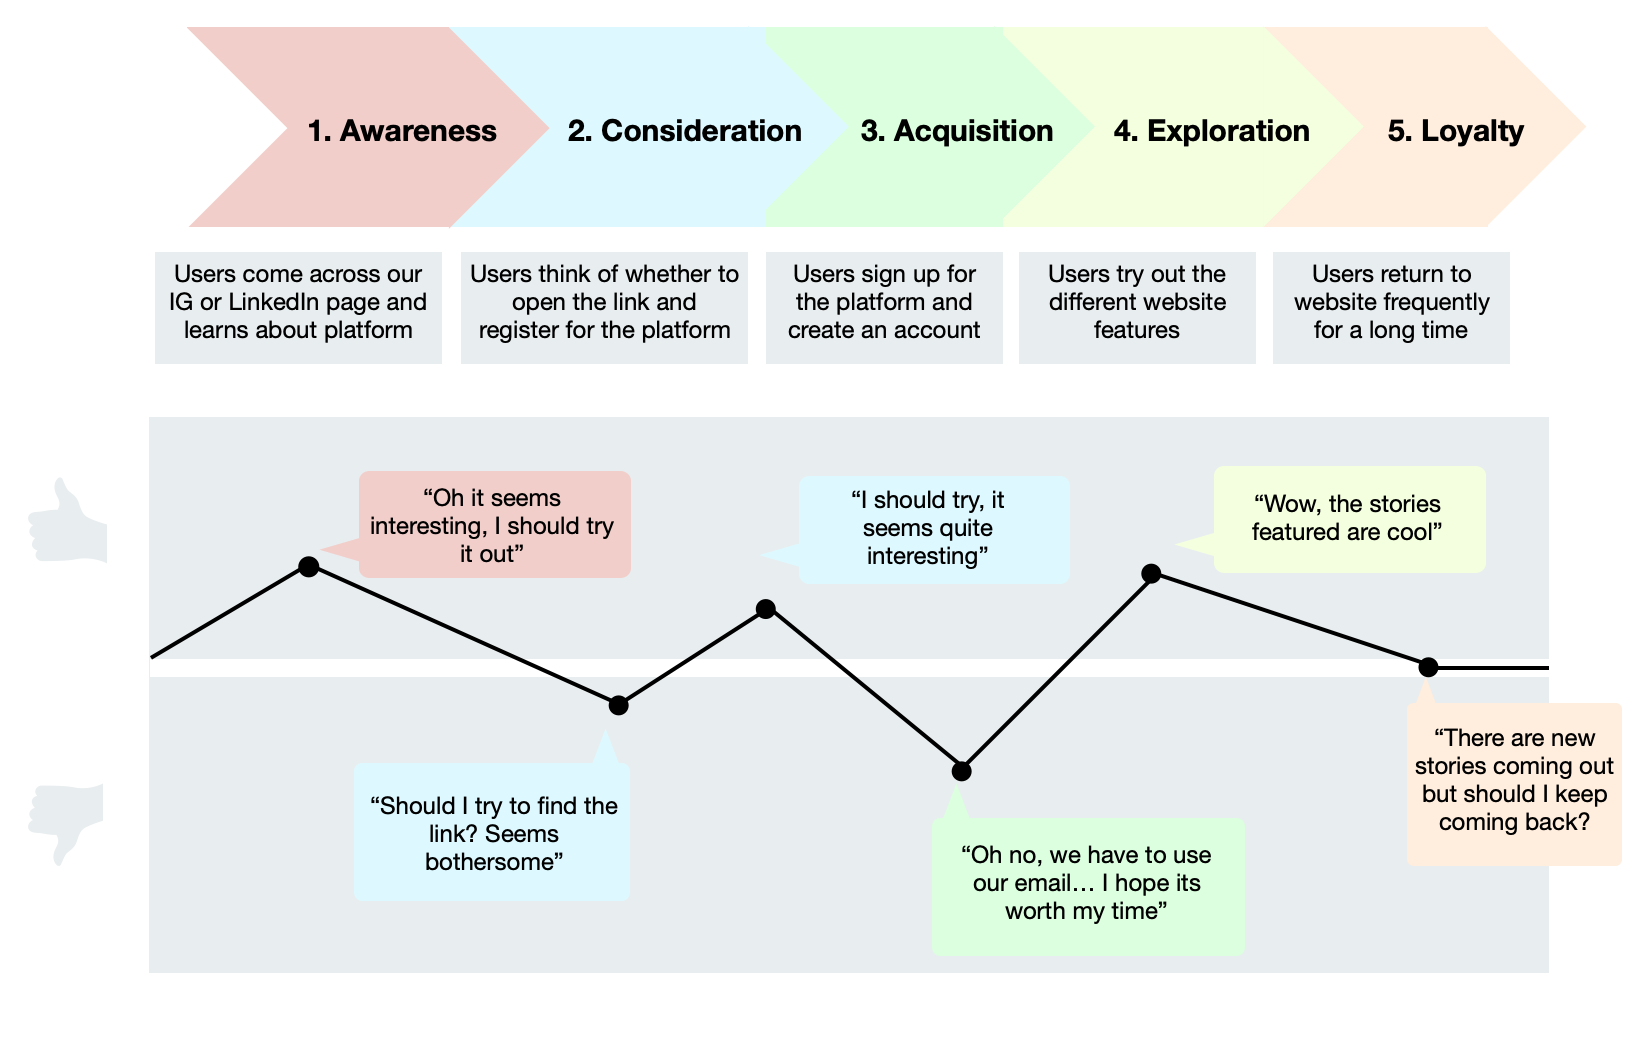 1. Awareness
2. Consideration
3. Acquisition
4. Exploration
5. Loyalty
Users come across our
IG or LinkedIn page and
learns about platform
Users think of whether to
open the link and
register for the platform
Users sign up for
the platform and
create an account
Users try out the
different website
features
Users return to
website frequently
for a long time
“Oh it seems
interesting, I should try
it out”
“I should try, it
seems quite
interesting”
“Wow, the stories
featured are cool”
“Should I try to find the
link? Seems
bothersome”
“Oh no, we have to use
our email… I hope its
worth my time”
“There are new
stories coming out
but should I keep
coming back?